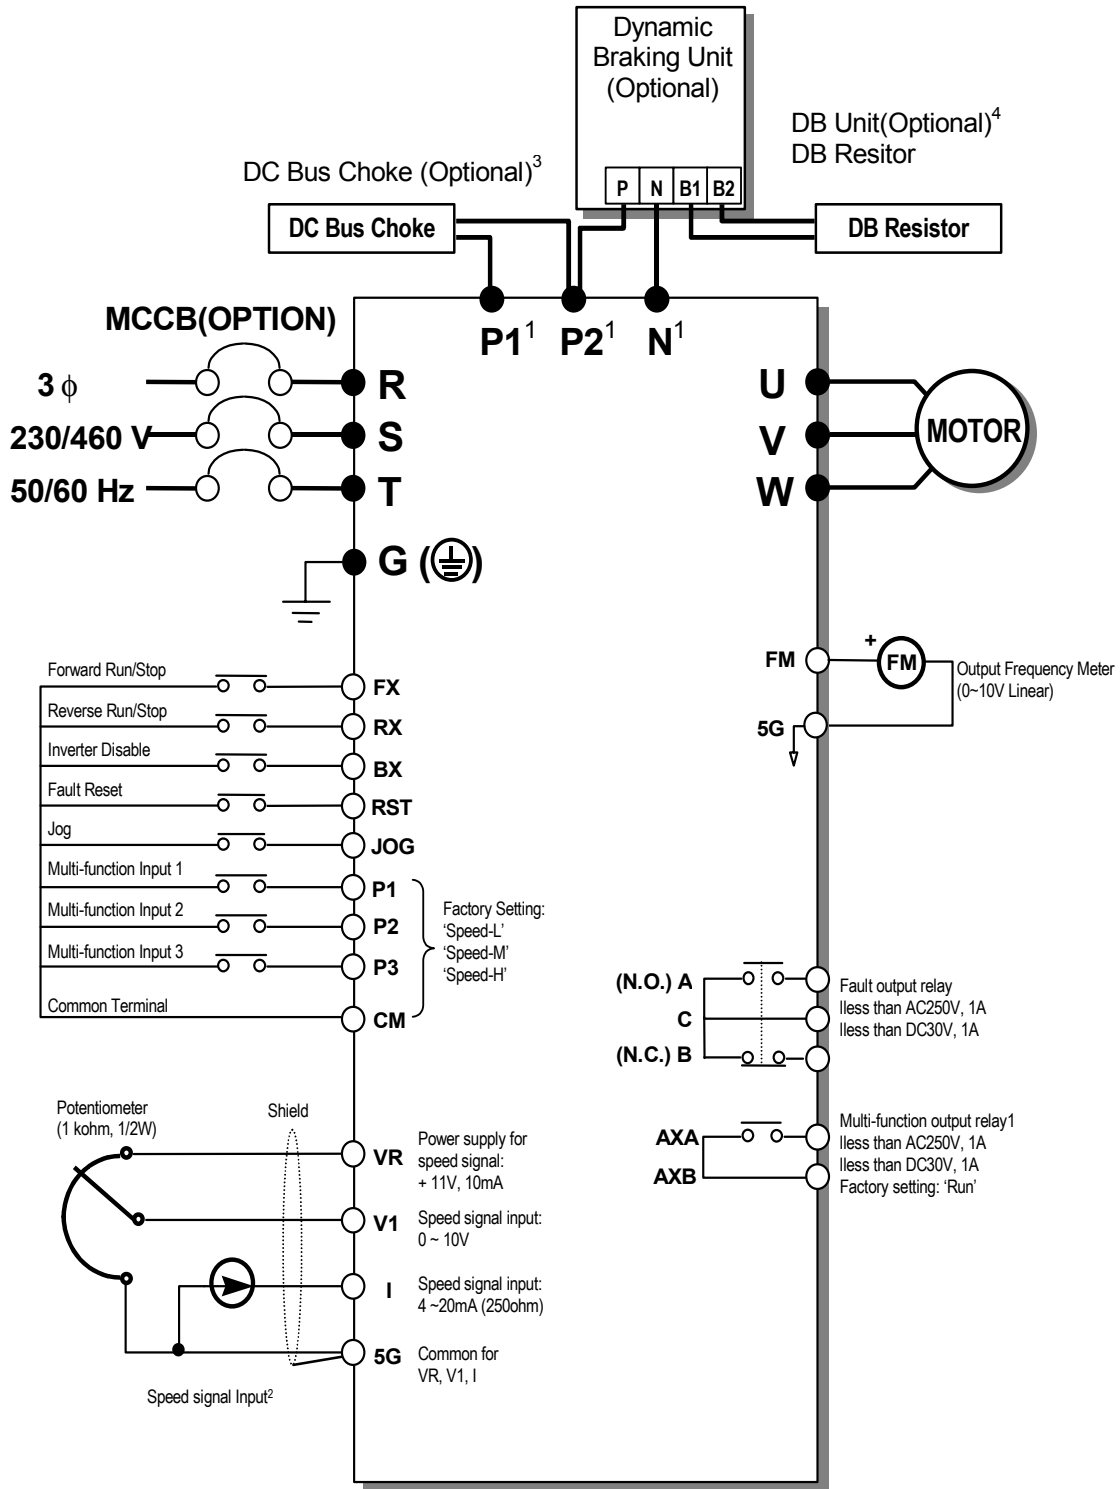 Dynamic
Braking Unit
(Optional)
DB Unit(Optional)4
DB Resitor
DC Bus Choke (Optional)3
P N B1 B2
DC Bus Choke
DB Resistor
MCCB(OPTION)
P11 P21 N1
3 ϕ
R
U
230/460 V
S
V
MOTOR
50/60 Hz
T
W
G ( )
FM
+
FM
Output Frequency Meter
(0~10V Linear)
5G
Forward Run/Stop
FX
Reverse Run/Stop
RX
Inverter Disable
BX
Fault Reset
RST
Jog
JOG
Multi-function Input 1
P1
Multi-function Input 2
P2
Multi-function Input 3
P3
Common Terminal
CM
Factory Setting:
‘Speed-L’
‘Speed-M’
‘Speed-H’
(N.O.) A
C
(N.C.) B
Fault output relay
lless than AC250V, 1A
lless than DC30V, 1A
AXA
AXB
Multi-function output relay1
lless than AC250V, 1A
lless than DC30V, 1A
Factory setting: ‘Run’
Potentiometer
(1 kohm, 1/2W)
Shield
VR
Power supply for
speed signal:
+ 11V, 10mA
V1
Speed signal input:
0 ~ 10V
I
Speed signal input:
4 ~20mA (250ohm)
5G
Common for
VR, V1, I
Speed signal Input2